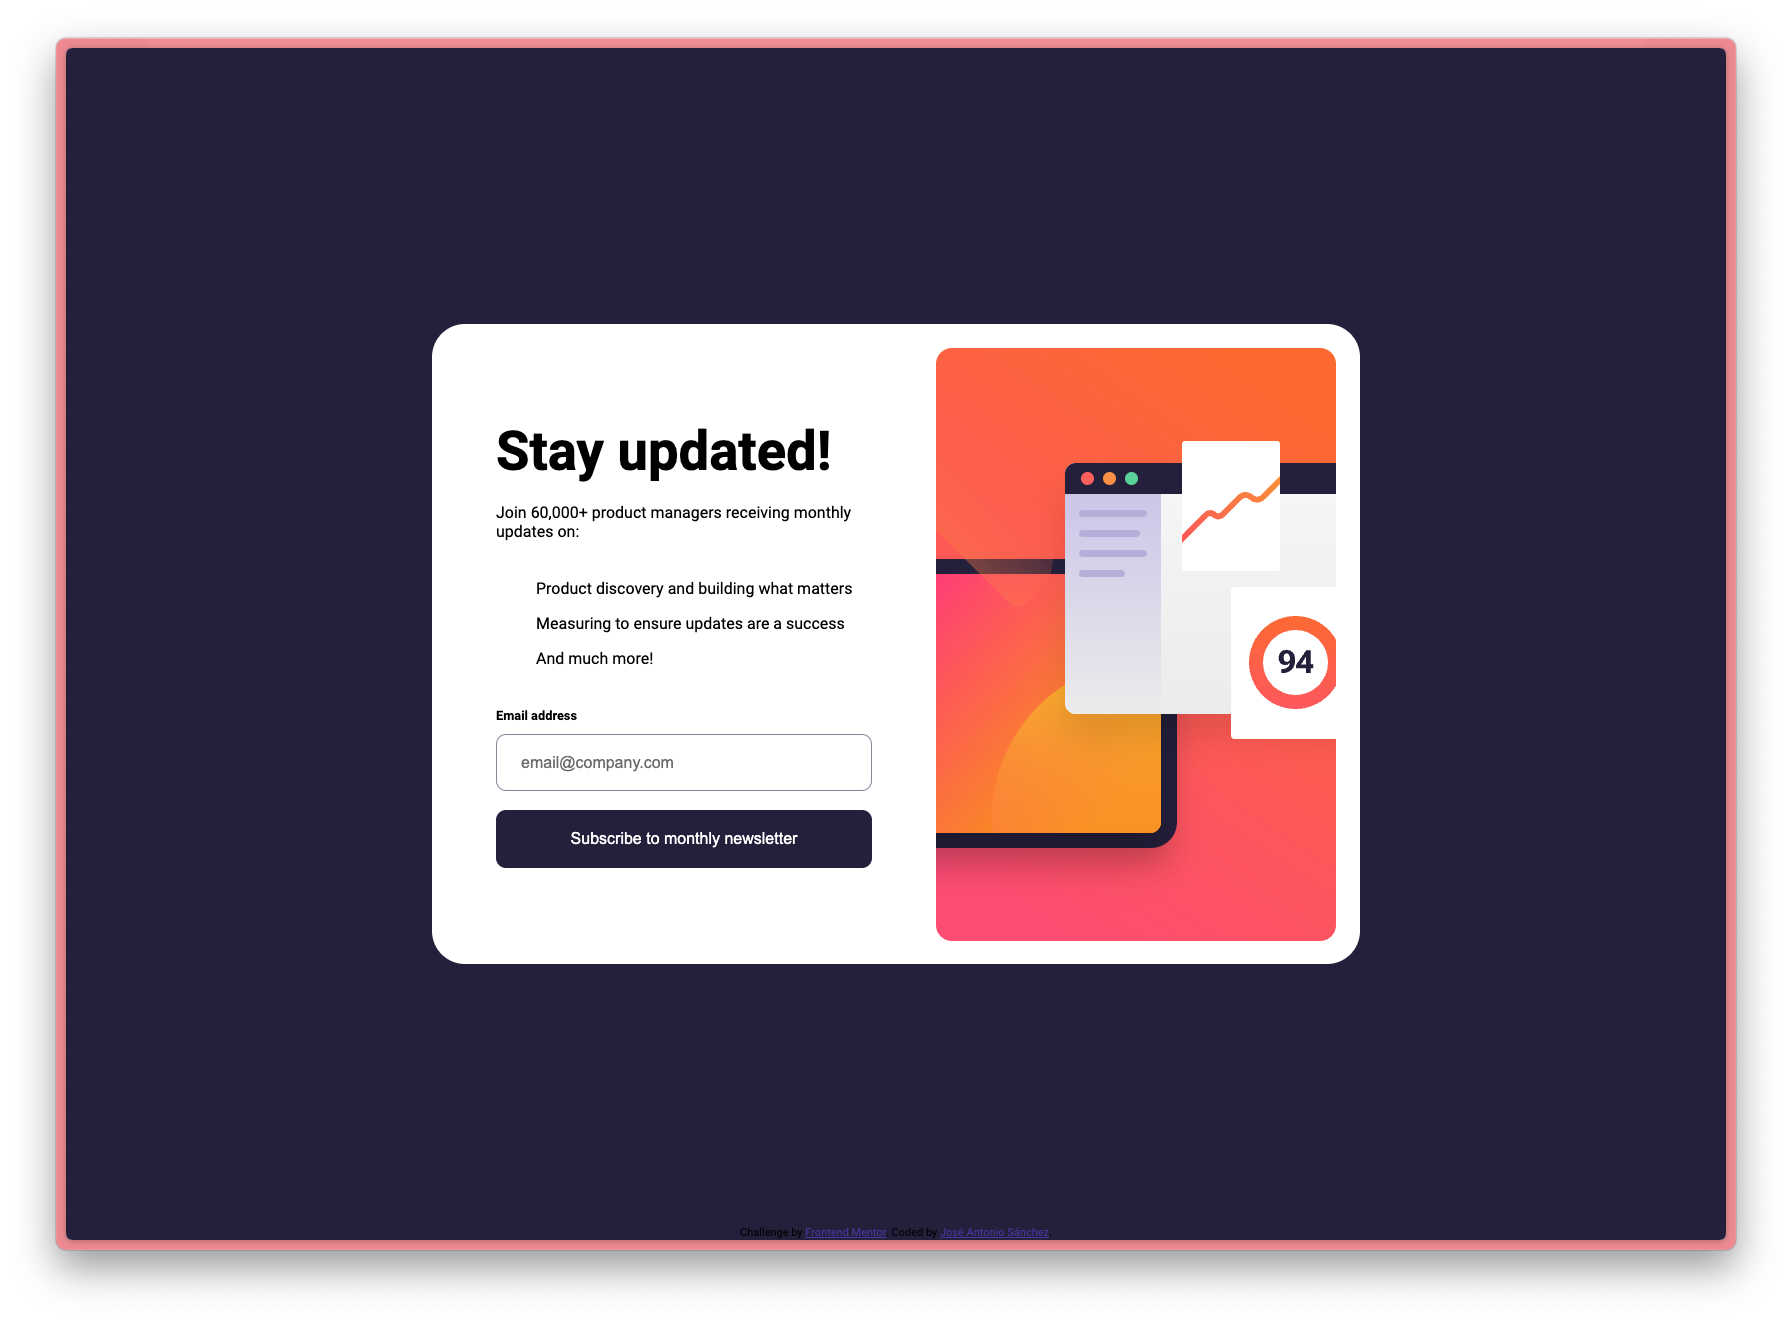 Stay updated!
Join 60,000+ product managers receiving monthly
updates on:
Product discovery and building what matters
Measuring to ensure updates are a success
And much more!
Email address
email@company.com
Subscribe to monthly newsletter
94
Challenge by Frontend Mentor. Coded by José Antonio Sánchez.